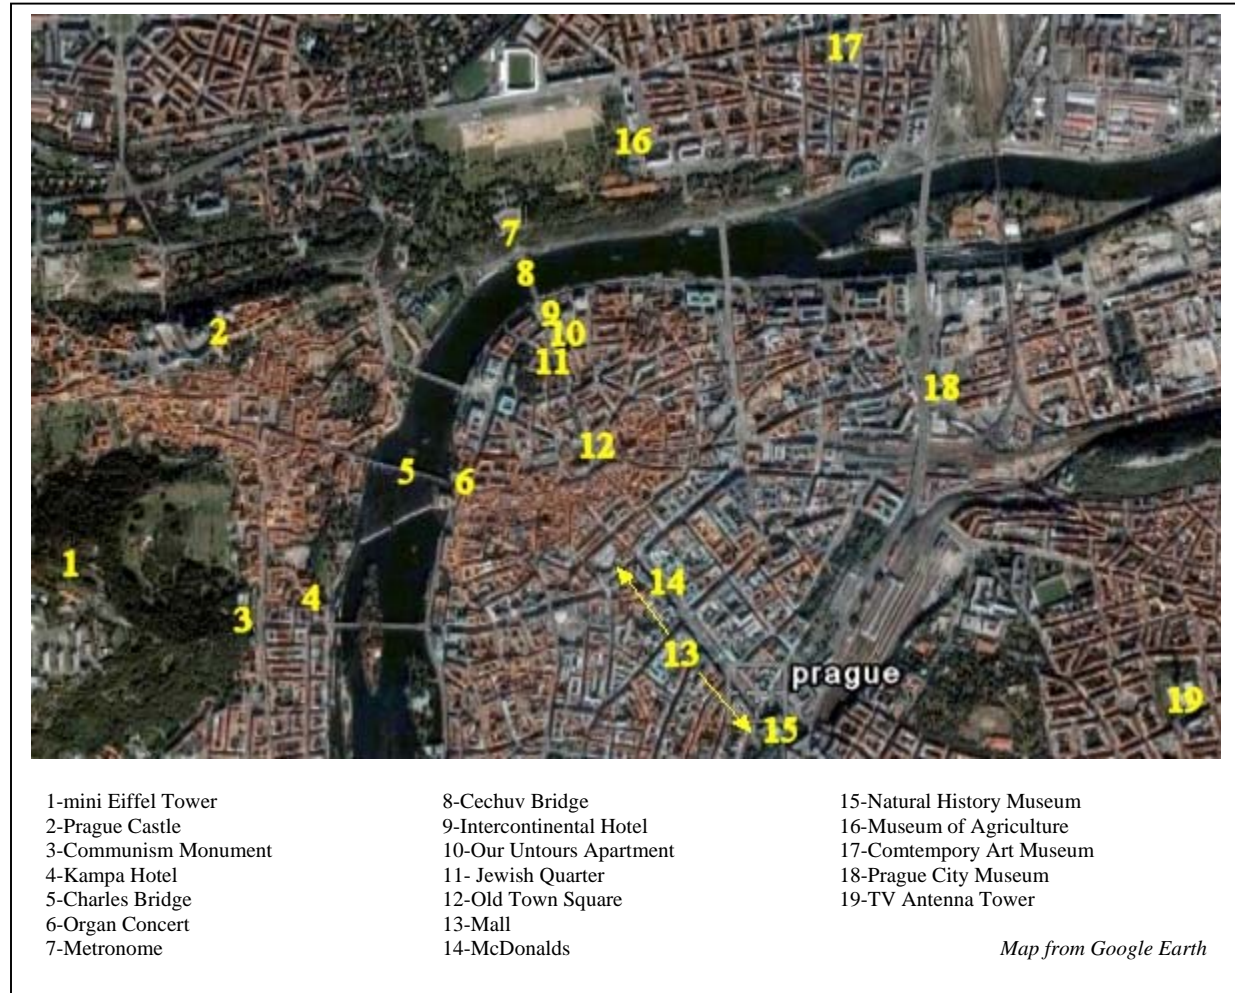 17
16
7
8
9
2
10
11
18
12
5
6
1
14
4
3
13
prague
19
15
1-mini Eiffel Tower
2-Prague Castle
3-Communism Monument
4-Kampa Hotel
5-Charles Bridge
6-Organ Concert
7-Metronome
8-Cechuv Bridge
9-Intercontinental Hotel
10-Our Untours Apartment
11- Jewish Quarter
12-Old Town Square
13-Mall
14-McDonalds
15-Natural History Museum
16-Museum of Agriculture
17-Comtempory Art Museum
18-Prague City Museum
19-TV Antenna Tower
Map from Google Earth